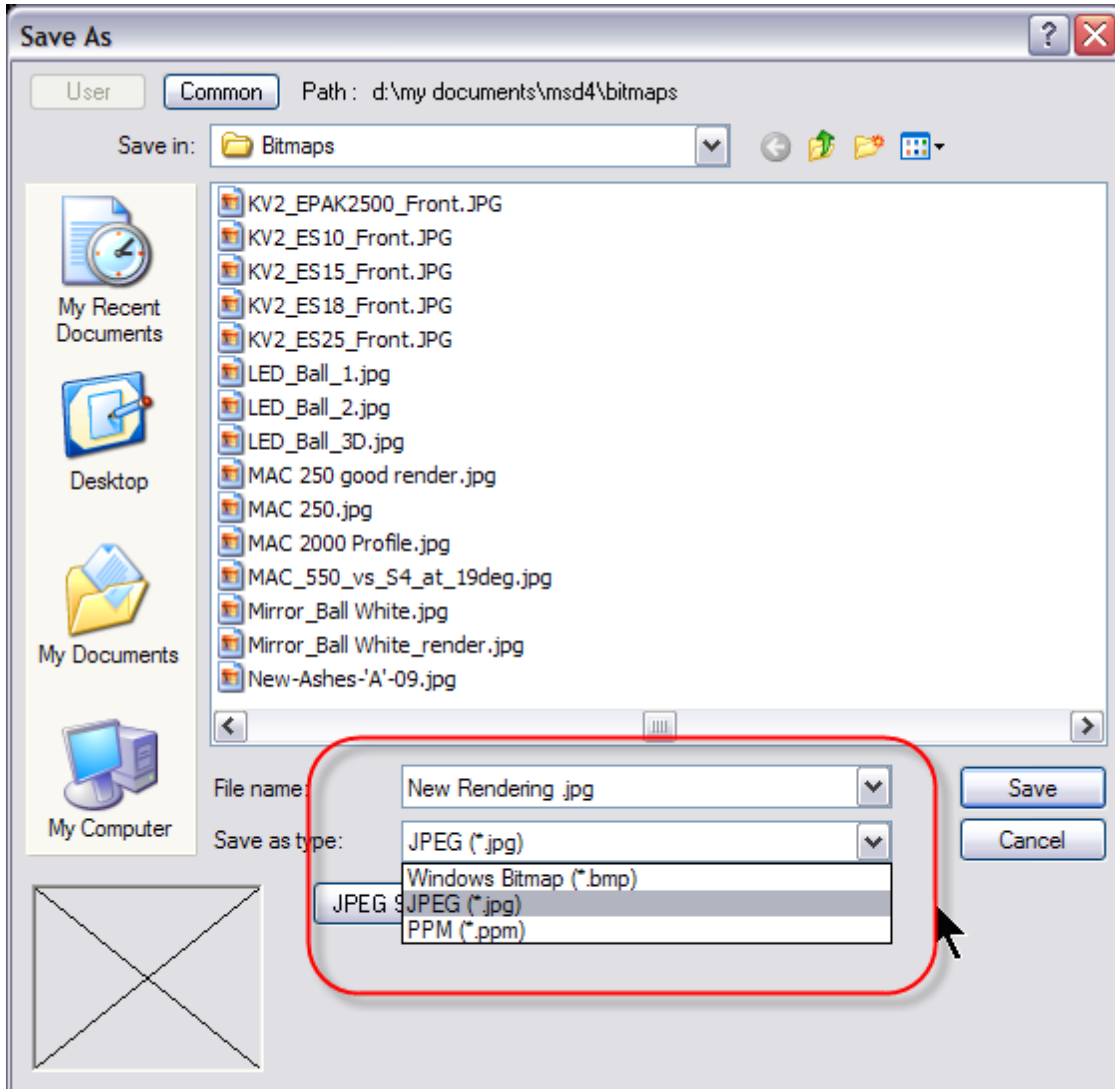 Save As
User Common Path : d:\my documents\msd4\bitmaps
Save in: Bitmaps
KV2_EPAK2500_Front.JPG
KV2_ES10_Front.JPG
KV2_ES15_Front.JPG
KV2_ES18_Front.JPG
KV2_ES25_Front.JPG
LED_Ball_1.jpg
LED_Ball_2.jpg
LED_Ball_3D.jpg
MAC 250 good render.jpg
MAC 250.jpg
MAC 2000 Profile.jpg
MAC_550_vs_S4_at_19deg.jpg
Mirror_Ball White.jpg
Mirror_Ball White_render.jpg
New-Ashes-'A'-09.jpg
My Recent
Documents
Desktop
My Documents
My Computer
File name: New Rendering .jpg Save
Save as type: JPEG (*.jpg) Cancel
Windows Bitmap (*.bmp)
JPEG S JPEG (*.jpg)
PPM (*.ppm)